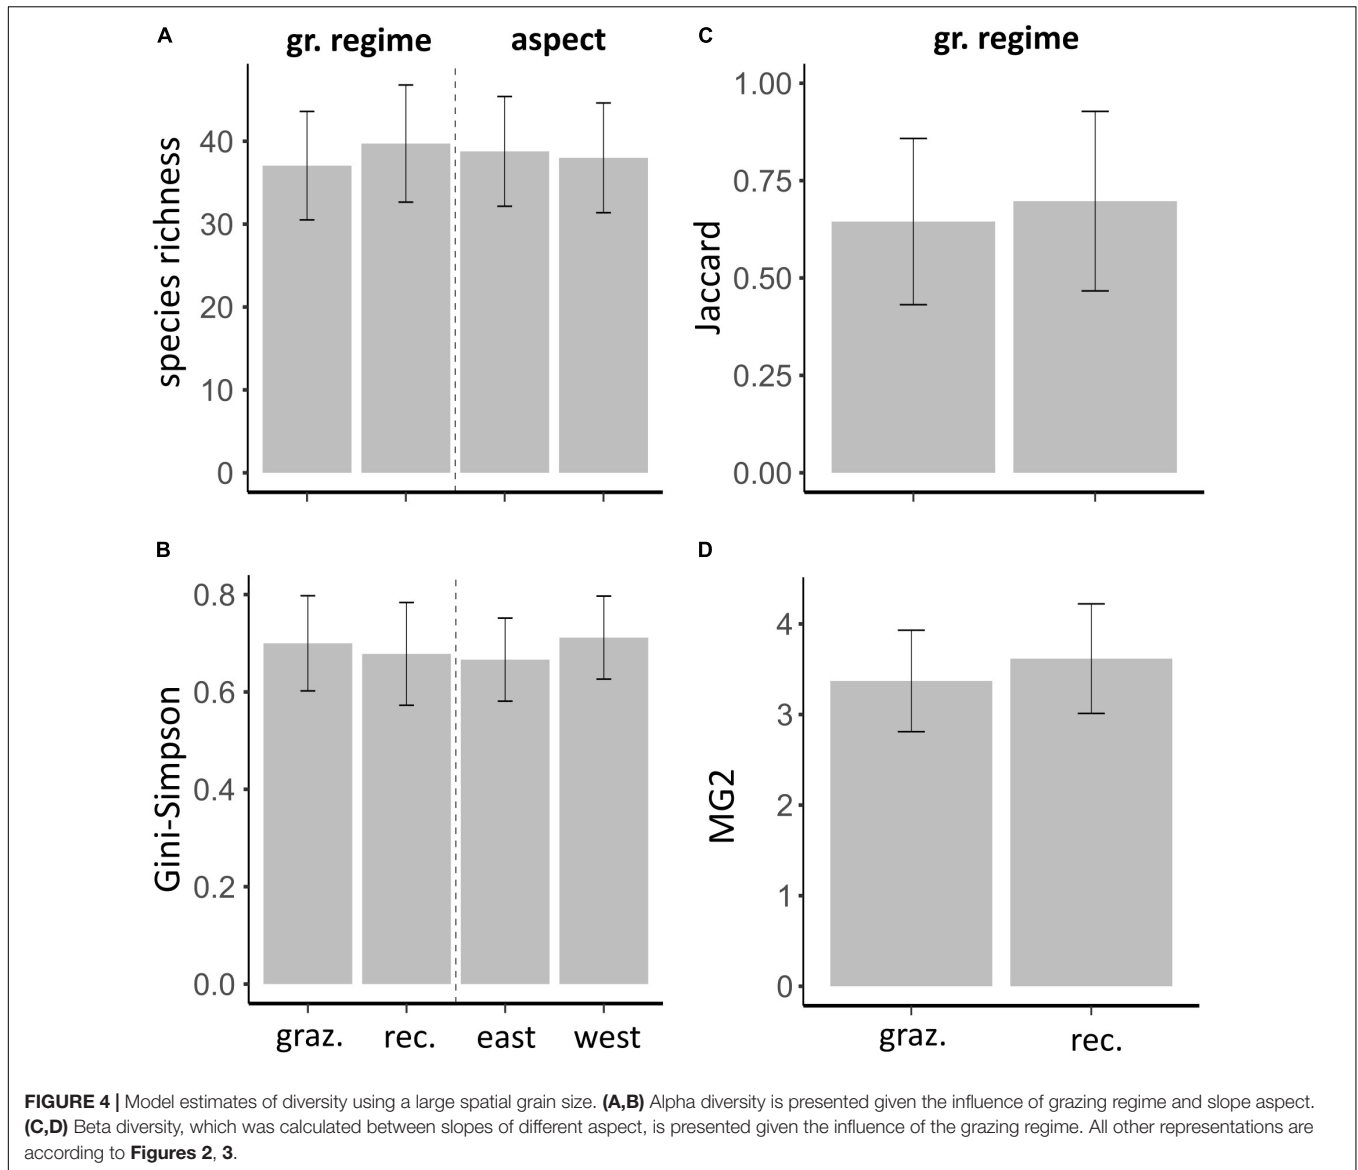 A
gr. regime
aspect
species richness
40
30
20
10
0
C
gr. regime
Jaccard
1.00
0.75
0.50
0.25
0.00
B
Gini-Simpson
0.8
0.6
0.4
0.2
0.0
graz.
rec.
east
west
D
MG2
4
3
2
1
0
graz.
rec.
FIGURE 4 | Model estimates of diversity using a large spatial grain size. (A,B) Alpha diversity is presented given the influence of grazing regime and slope aspect.
(C,D) Beta diversity, which was calculated between slopes of different aspect, is presented given the influence of the grazing regime. All other representations are
according to Figures 2, 3.